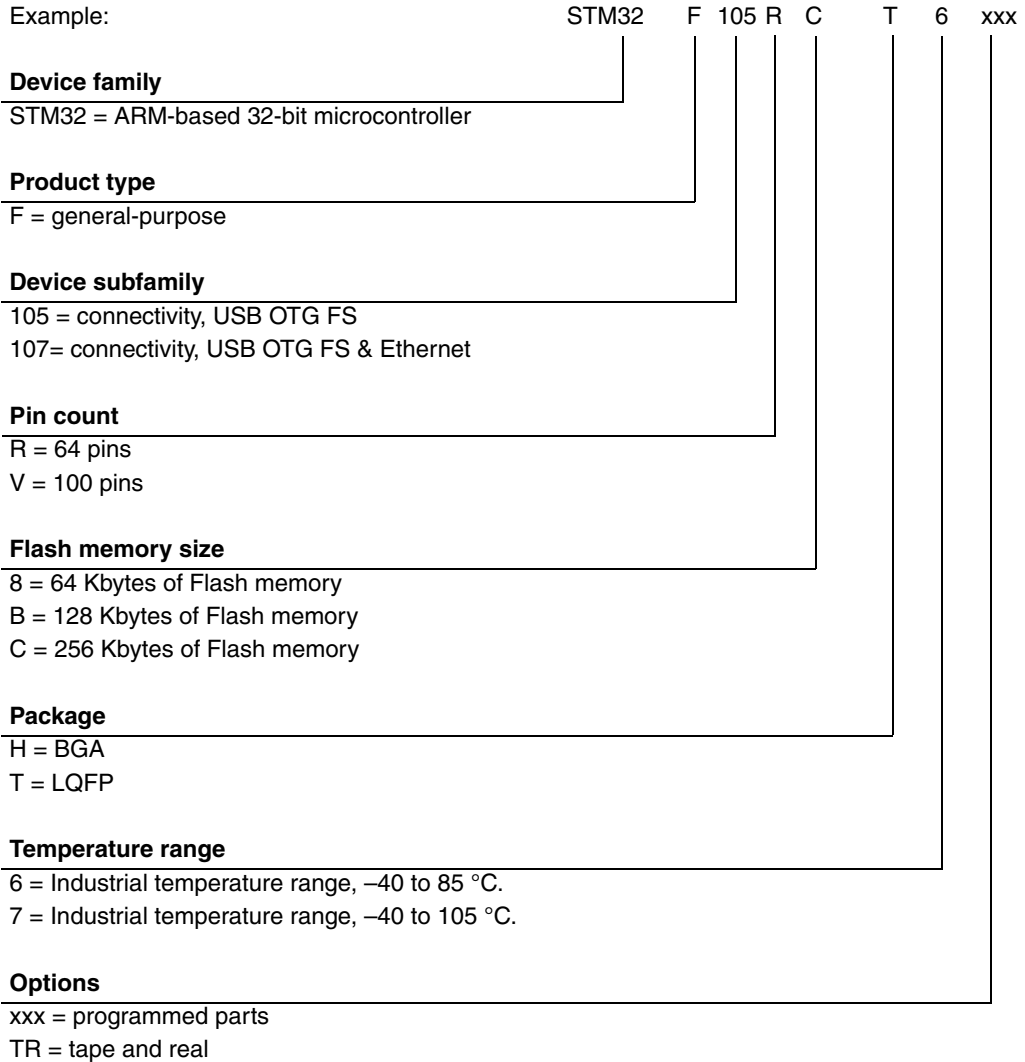 Example: STM32 F 105 R C T 6 xxx
Device family
STM32 = ARM-based 32-bit microcontroller
Product type
F = general-purpose
Device subfamily
105 = connectivity, USB OTG FS
107= connectivity, USB OTG FS & Ethernet
Pin count
R = 64 pins
V = 100 pins
Flash memory size
8 = 64 Kbytes of Flash memory
B = 128 Kbytes of Flash memory
C = 256 Kbytes of Flash memory
Package
H = BGA
T = LQFP
Temperature range
6 = Industrial temperature range, –40 to 85 °C.
7 = Industrial temperature range, –40 to 105 °C.
Options
xxx = programmed parts
TR = tape and real